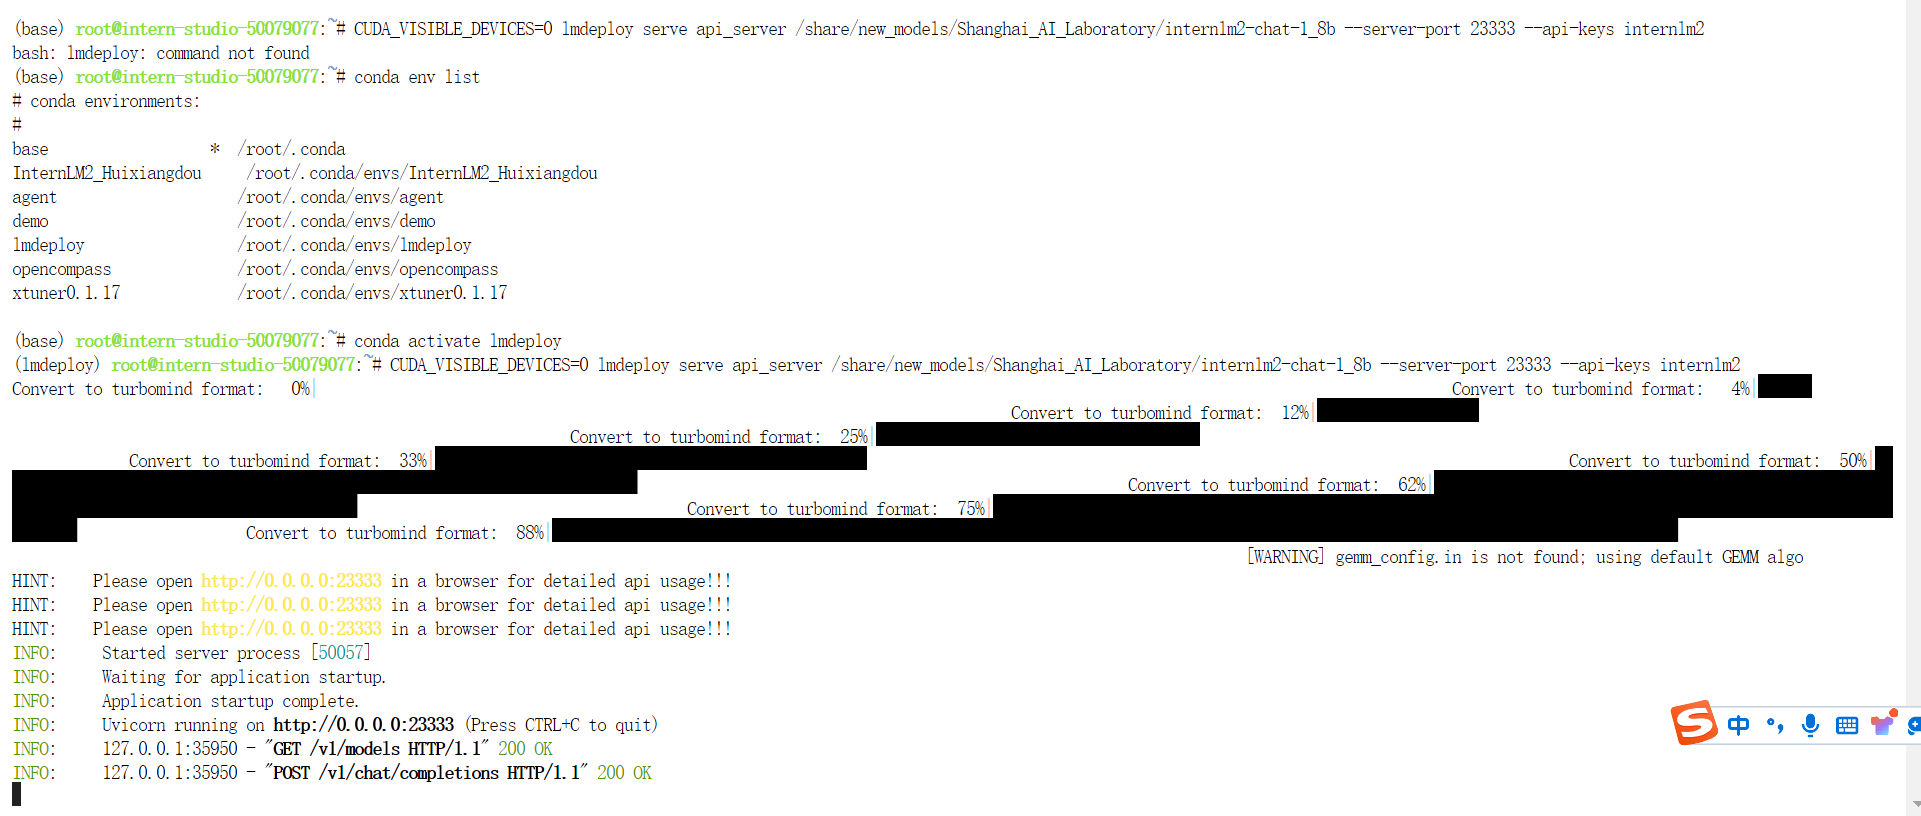 (base) root@intern-studio-50079077:~# CUDA_VISIBLE_DEVICES=0 lmdeploy serve api_server /share/new_models/Shanghai_AI_Laboratory/internlm2-chat-1_8b --server-port 23333 --api-keys internlm2
bash: lmdeploy: command not found
(base) root@intern-studio-50079077:~# conda env list
# conda environments:
#
base                  *  /root/.conda
InternLM2_Huixiangdou     /root/.conda/envs/InternLM2_Huixiangdou
agent                    /root/.conda/envs/agent
demo                     /root/.conda/envs/demo
lmdeploy                 /root/.conda/envs/lmdeploy
opencompass              /root/.conda/envs/opencompass
xtuner0.1.17             /root/.conda/envs/xtuner0.1.17
(base) root@intern-studio-50079077:~# conda activate lmdeploy
(lmdeploy) root@intern-studio-50079077:~# CUDA_VISIBLE_DEVICES=0 lmdeploy serve api_server /share/new_models/Shanghai_AI_Laboratory/internlm2-chat-1_8b --server-port 23333 --api-keys internlm2
Convert to turbomind format:   0%| Convert to turbomind format:   4%|
Convert to turbomind format:  12%|
Convert to turbomind format:  25%|
Convert to turbomind format:  33%| Convert to turbomind format:  50%|
Convert to turbomind format:  62%|
Convert to turbomind format:  75%|
Convert to turbomind format:  88%|
[WARNING] gemm_config.in is not found; using default GEMM algo
HINT:    Please open http://0.0.0.0:23333 in a browser for detailed api usage!!!
HINT:    Please open http://0.0.0.0:23333 in a browser for detailed api usage!!!
HINT:    Please open http://0.0.0.0:23333 in a browser for detailed api usage!!!
INFO:     Started server process [50057]
INFO:     Waiting for application startup.
INFO:     Application startup complete.
INFO:     Uvicorn running on http://0.0.0.0:23333 (Press CTRL+C to quit)
INFO:     127.0.0.1:35950 - "GET /v1/models HTTP/1.1" 200 OK
INFO:     127.0.0.1:35950 - "POST /v1/chat/completions HTTP/1.1" 200 OK
S 中 °,